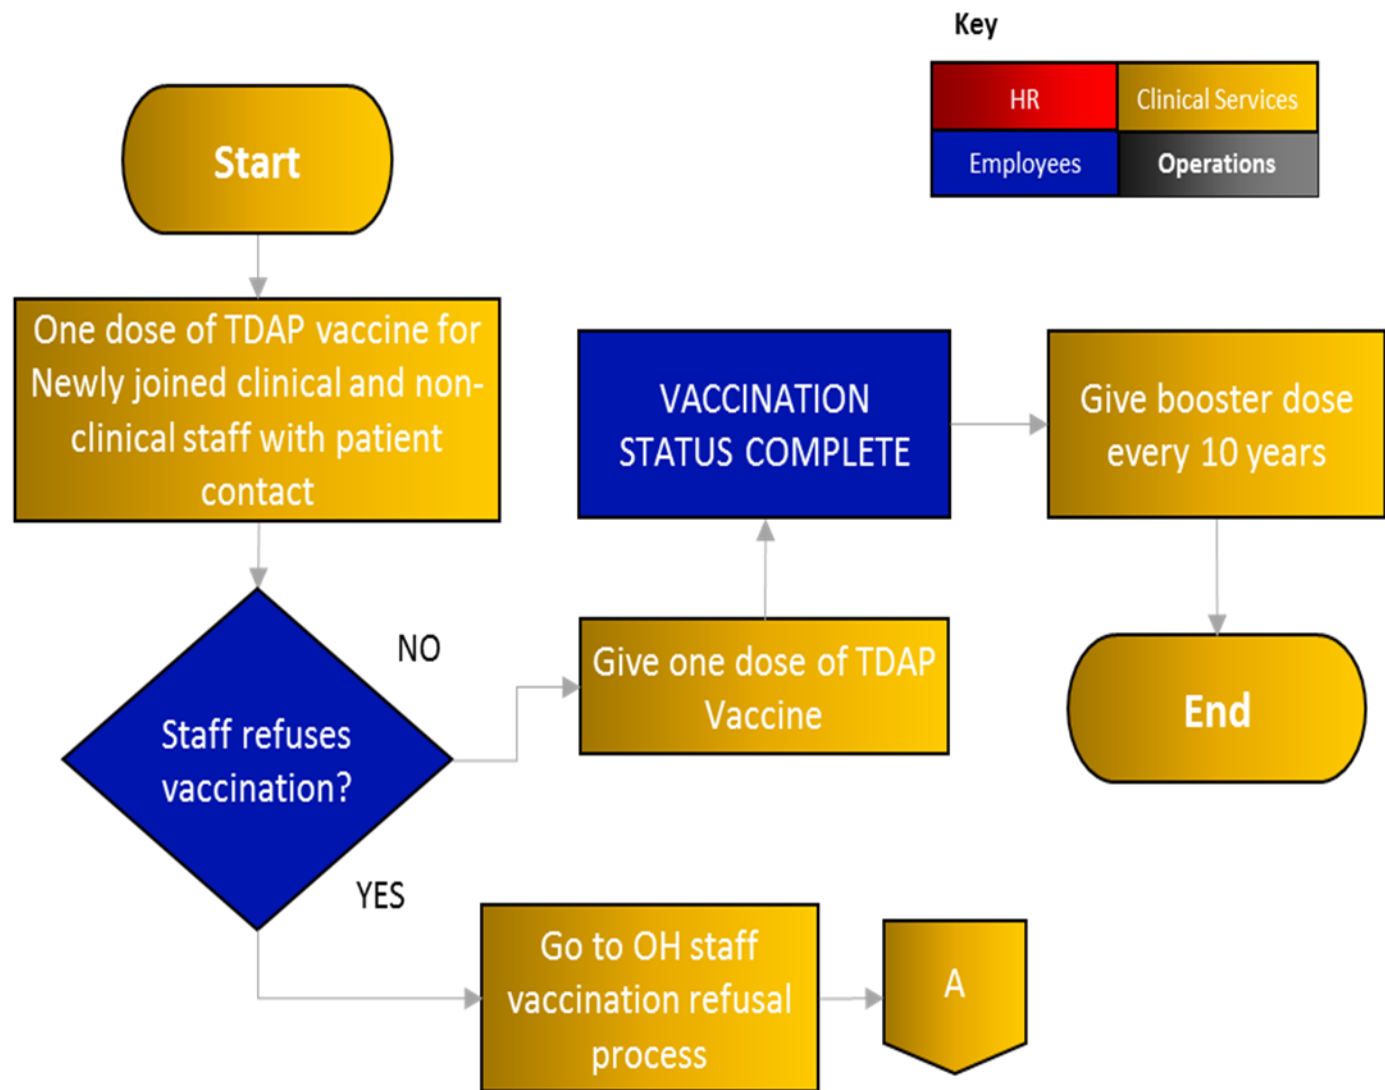 Key
HR
Clinical Services
Employees
Operations
Start
One dose of TDAP vaccine for
Newly joined clinical and non-
clinical staff with patient
contact
VACCINATION
STATUS COMPLETE
Give booster dose
every 10 years
NO
Give one dose of TDAP
Vaccine
End
Staff refuses
vaccination?
YES
Go to OH staff
vaccination refusal
process
A